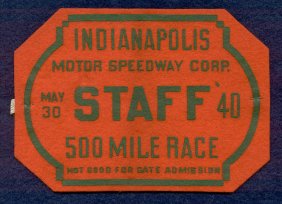 INDIANAPOLIS
MOTOR SPEEDWAY CORP.
MAY 30 STAFF '40
500 MILE RACE
NOT GOOD FOR GATE ADMISSION